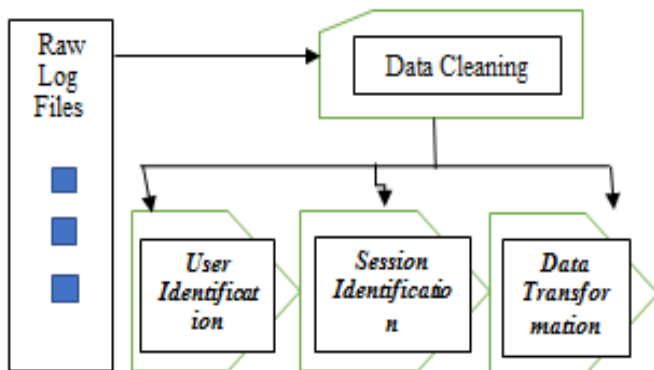 Raw
Log
Files
Data Cleaning
User
Identificat
ion
Session
Identificatio
n
Data
Transfor
mation